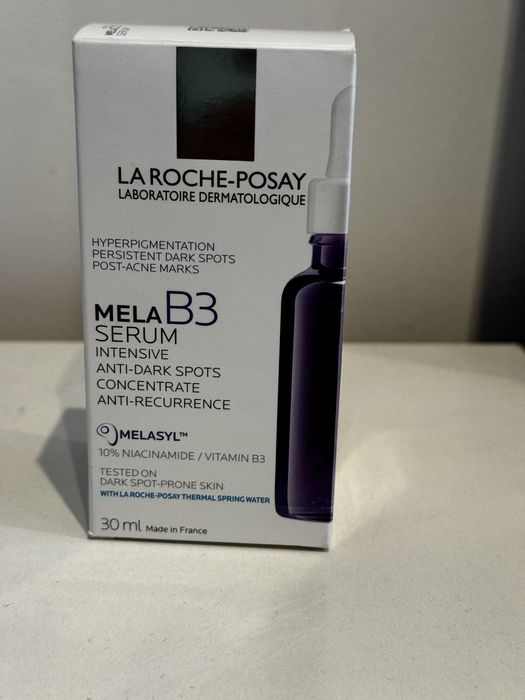 LA ROCHE-POSAY
LABORATOIRE DERMATOLOGIQUE
HYPERPIGMENTATION
PERSISTENT DARK SPOTS
POST-ACNE MARKS
MELA B3
SERUM
INTENSIVE
ANTI-DARK SPOTS
CONCENTRATE
ANTI-RECURRENCE
MELASYL™
10% NIACINAMIDE / VITAMIN B3
TESTED ON
DARK SPOT-PRONE SKIN
WITH LA ROCHE-POSAY THERMAL SPRING WATER
30 ml Made in France